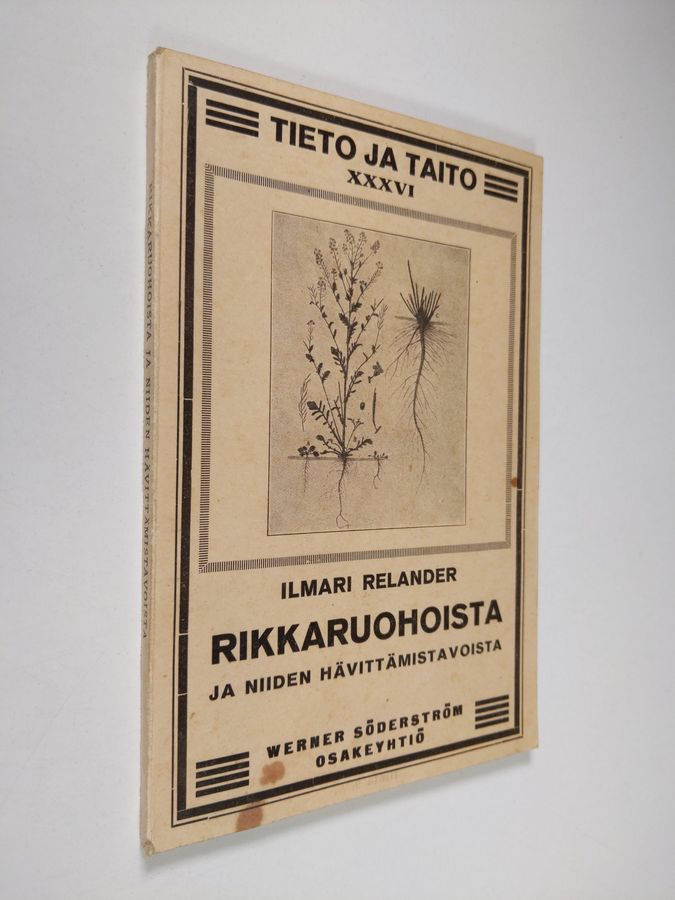 TIETO JA TAITO
XXXVI
ILMARI RELANDER
RIKKARUOHOISTA
JA NIIDEN HÄVITTÄMISTAVOISTA
WERNER SÖDERSTRÖM
OSAKEYHTIÖ
RIKKARUOHOISTA JA NIIDEN HÄVITTÄMISTAVOISTA